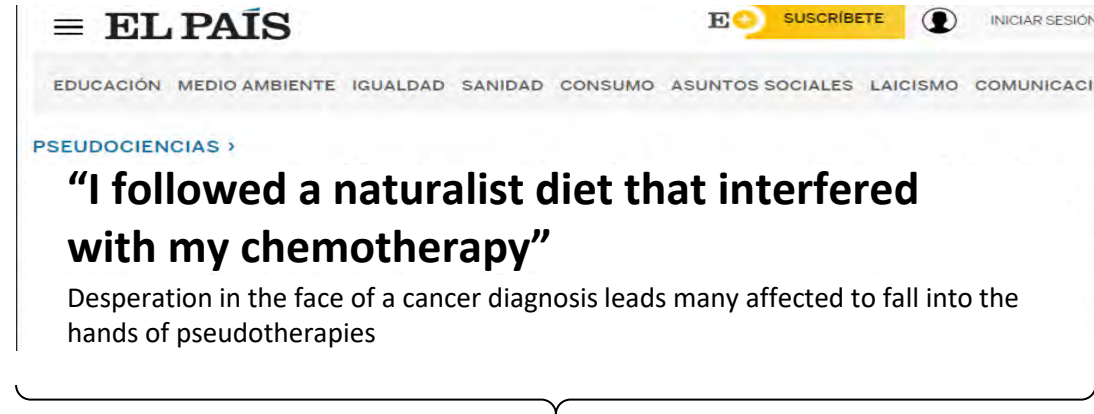 EL PAÍS E+ SUSCRÍBETE INICIAR SESIÓN
EDUCACIÓN MEDIO AMBIENTE IGUALDAD SANIDAD CONSUMO ASUNTOS SOCIALES LAICISMO COMUNICACI
PSEUDOCIENCIAS ›
“I followed a naturalist diet that interfered
with my chemotherapy”
Desperation in the face of a cancer diagnosis leads many affected to fall into the
hands of pseudotherapies